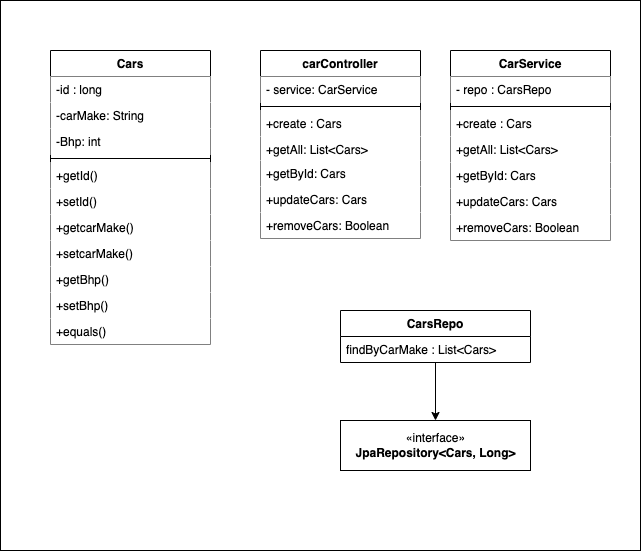 Cars
-id : long
-carMake: String
-Bhp: int
+getId()
+setId()
+getcarMake()
+setcarMake()
+getBhp()
+setBhp()
+equals()
carController
- service: CarService
+create : Cars
+getAll: List<Cars>
+getById: Cars
+updateCars: Cars
+removeCars: Boolean
CarService
- repo : CarsRepo
+create : Cars
+getAll: List<Cars>
+getById: Cars
+updateCars: Cars
+removeCars: Boolean
CarsRepo
findByCarMake : List<Cars>
«interface»
JpaRepository<Cars, Long>